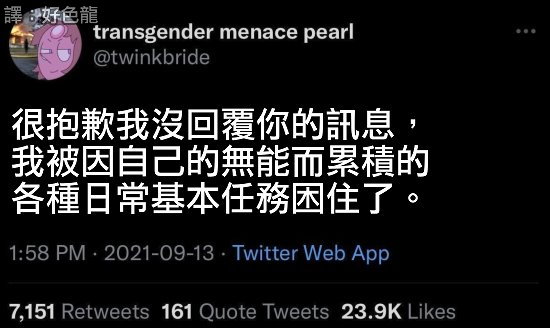 譯：好色龍
transgender menace pearl
@twinkbride
很抱歉我沒回覆你的訊息，
我被因自己的無能而累積的
各種日常基本任務困住了。
1:58 PM · 2021-09-13 · Twitter Web App
7,151 Retweets 161 Quote Tweets 23.9K Likes